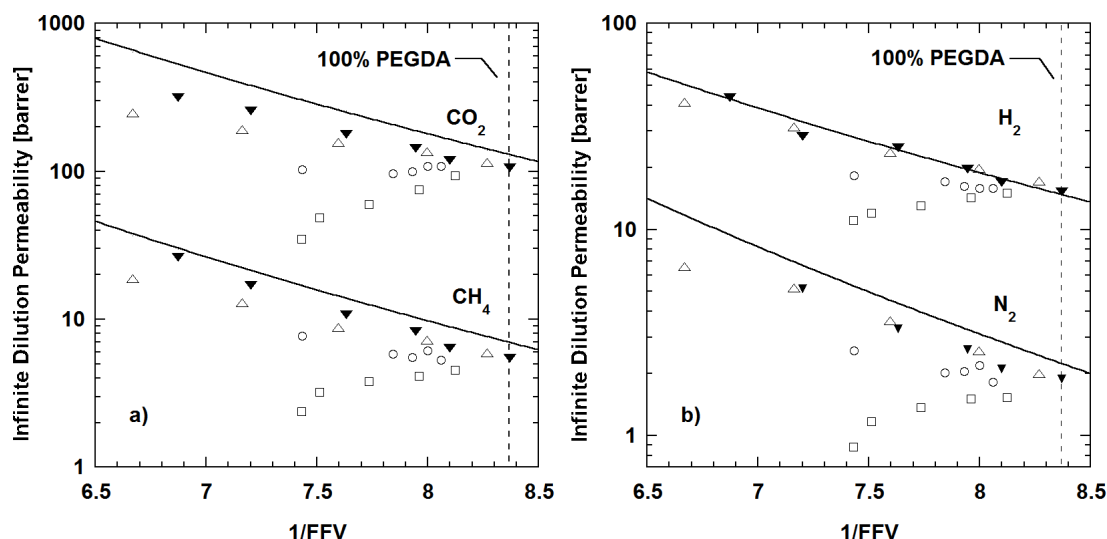 1000
100
10
1
Infinite Dilution Permeability [barrer]
100% PEGDA
CO2
CH4
a)
6.5 7 7.5 8 8.5
1/FFV
100
10
1
Infinite Dilution Permeability [barrer]
100% PEGDA
H2
N2
b)
6.5 7 7.5 8 8.5
1/FFV